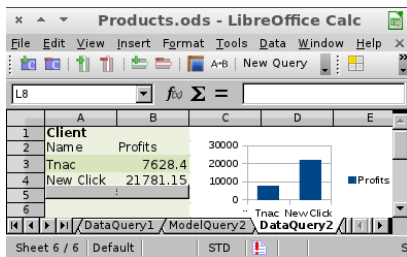 Products.ods - LibreOffice Calc
File Edit View Insert Format Tools Data Window Help
A-B New Query
L8 f(x) Σ =
A B C D E
1 Client
2 Name Profits
3 Tnac 7628.4
4 New Click 21781.15
5
6
30000
20000
10000
0
Tnac New Click
Profits
DataQuery1 ModelQuery2 DataQuery2
Sheet 6 / 6 Default STD S